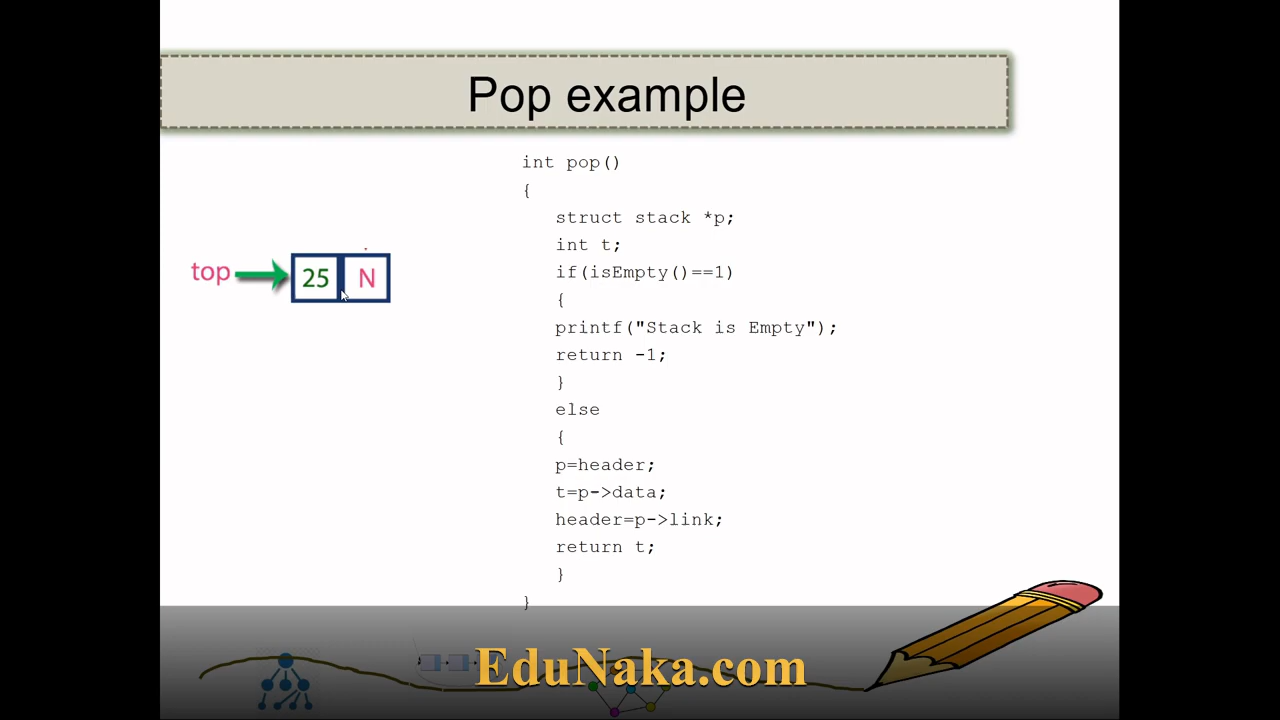 Pop example
int pop()
{
struct stack *p;
int t;
if(isEmpty()==1)
{
printf("Stack is Empty");
return -1;
}
else
{
p=header;
t=p->data;
header=p->link;
return t;
}
}
top 25 N
EduNaka.com